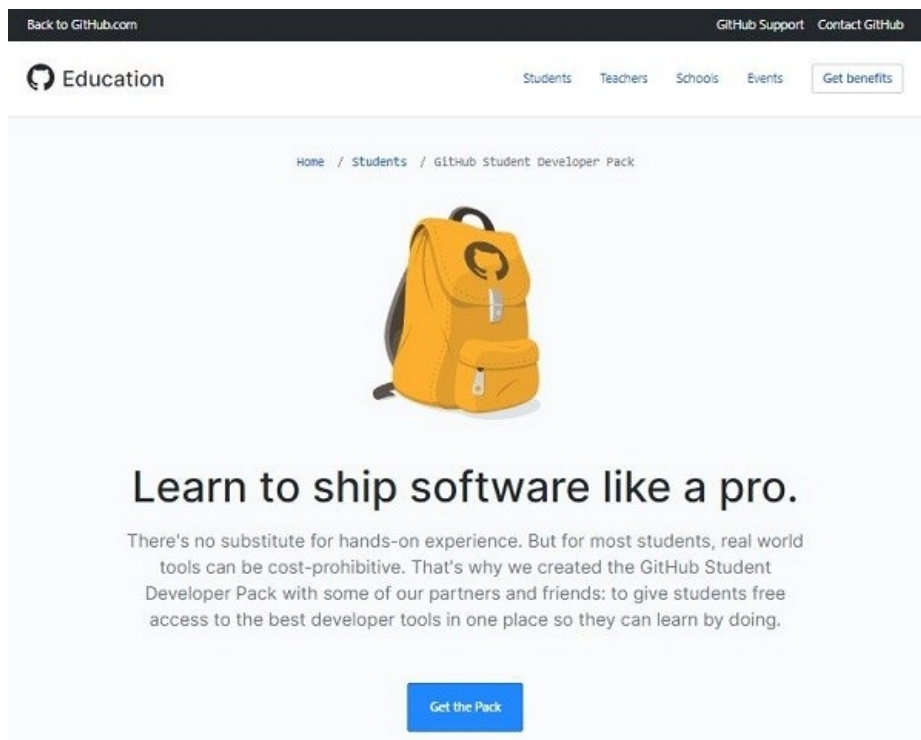 Back to GitHub.com GitHub Support Contact GitHub
Education Students Teachers Schools Events Get benefits
Home / Students / GitHub Student Developer Pack
Learn to ship software like a pro.
There's no substitute for hands-on experience. But for most students, real world
tools can be cost-prohibitive. That's why we created the GitHub Student
Developer Pack with some of our partners and friends: to give students free
access to the best developer tools in one place so they can learn by doing.
Get the Pack